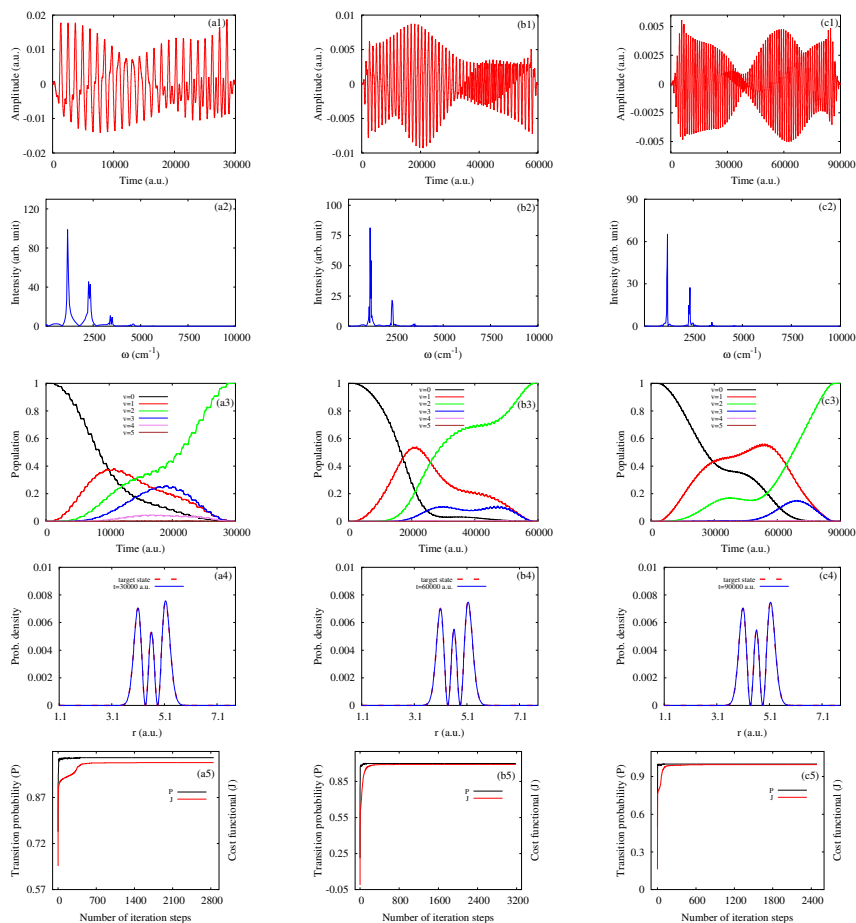 (a1)
0.02
0.01
0
-0.01
-0.02
Amplitude (a.u.)
0
10000
20000
30000
Time (a.u.)
(b1)
0.01
0.005
0
-0.005
-0.01
Amplitude (a.u.)
0
20000
40000
60000
Time (a.u.)
(c1)
0.005
0.0025
0
-0.0025
-0.005
Amplitude (a.u.)
0
30000
60000
90000
Time (a.u.)
(a2)
120
80
40
0
Intensity (arb. unit)
2500
5000
7500
10000
ω (cm⁻¹)
(b2)
100
75
50
25
0
Intensity (arb. unit)
2500
5000
7500
10000
ω (cm⁻¹)
(c2)
90
60
30
0
Intensity (arb. unit)
2500
5000
7500
10000
ω (cm⁻¹)
(a3)
v=0
v=1
v=2
v=3
v=4
v=5
1
0.8
0.6
0.4
0.2
0
Population
0
10000
20000
30000
Time (a.u.)
(b3)
v=0
v=1
v=2
v=3
v=4
v=5
1
0.8
0.6
0.4
0.2
0
Population
0
20000
40000
60000
Time (a.u.)
(c3)
v=0
v=1
v=2
v=3
v=4
v=5
1
0.8
0.6
0.4
0.2
0
Population
0
30000
60000
90000
Time (a.u.)
(a4)
target state
t=30000 a.u.
0.01
0.008
0.006
0.004
0.002
0
Prob. density
1.1
3.1
5.1
7.1
r (a.u.)
(b4)
target state
t=60000 a.u.
0.01
0.008
0.006
0.004
0.002
0
Prob. density
1.1
3.1
5.1
7.1
r (a.u.)
(c4)
target state
t=90000 a.u.
0.01
0.008
0.006
0.004
0.002
0
Prob. density
1.1
3.1
5.1
7.1
r (a.u.)
(a5)
P
J
0.87
0.72
0.57
Transition probability (P)
Cost functional (J)
0
700
1400
2100
2800
Number of iteration steps
(b5)
P
J
0.85
0.55
0.25
-0.05
Transition probability (P)
Cost functional (J)
0
800
1600
2400
3200
Number of iteration steps
(c5)
P
J
0.9
0.6
0.3
0
Transition probability (P)
Cost functional (J)
0
600
1200
1800
2400
Number of iteration steps